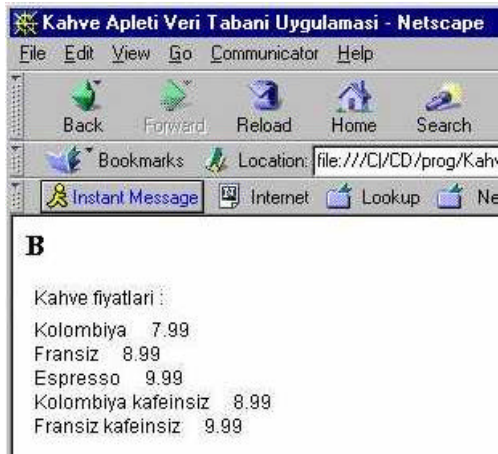 Kahve Apleti Veri Tabani Uygulamasi - Netscape
File Edit View Go Communicator Help
Back Forward Reload Home Search
Bookmarks Location: file:///C|/CD/prog/Kahv
Instant Message Internet Lookup Ne
B
Kahve fiyatlari :
Kolombiya 7.99
Fransiz 8.99
Espresso 9.99
Kolombiya kafeinsiz 8.99
Fransiz kafeinsiz 9.99